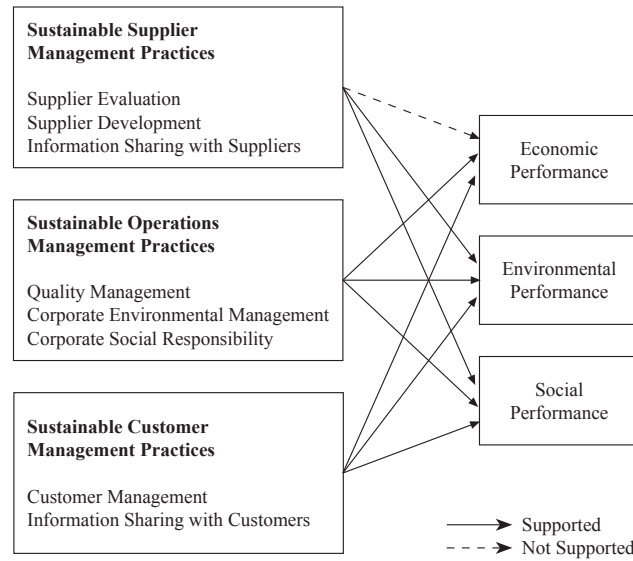 Sustainable Supplier
Management Practices
Supplier Evaluation
Supplier Development
Information Sharing with Suppliers
Sustainable Operations
Management Practices
Quality Management
Corporate Environmental Management
Corporate Social Responsibility
Sustainable Customer
Management Practices
Customer Management
Information Sharing with Customers
Economic
Performance
Environmental
Performance
Social
Performance
Supported
Not Supported